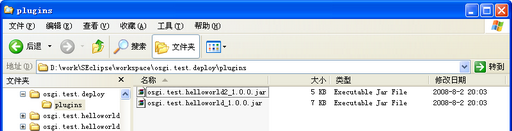 plugins
文件(F) 编辑(E) 查看(V) 收藏(A) 工具(T) 帮助(H)
后退 搜索 文件夹
地址(D) D:\work\SEclipse\workspace\osgi.test.deploy\plugins 转到
文件夹 名称 大小 类型 修改日期
osgi.test.deploy osgi.test.helloworld2_1.0.0.jar 5 KB Executable Jar File 2008-8-2 20:03
plugins osgi.test.helloworld_1.0.0.jar 7 KB Executable Jar File 2008-8-2 20:03
osgi.test.helloworld
osgi.test.helloworld